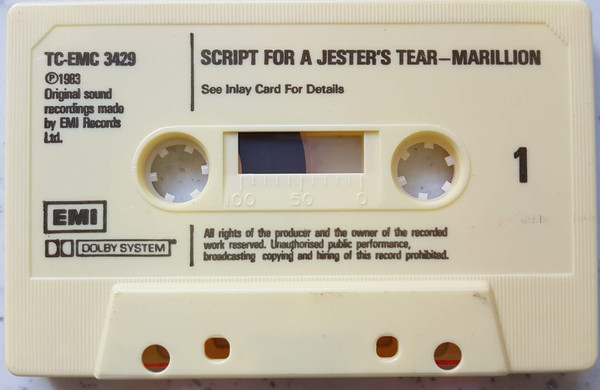 TC-EMC 3429
Ⓟ1983
Original sound
recordings made
by EMI Records
Ltd.
SCRIPT FOR A JESTER'S TEAR–MARILLION
See Inlay Card For Details
100 50 0
1
EMI
DOLBY SYSTEM
All rights of the producer and the owner of the recorded
work reserved. Unauthorised public performance,
broadcasting copying and hiring of this record prohibited.